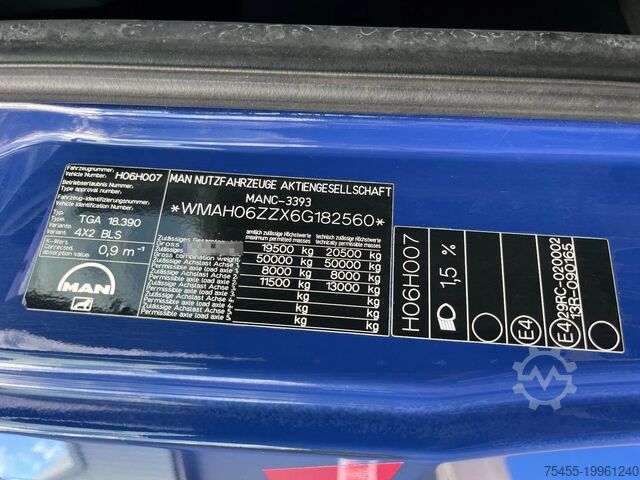 Fahrzeugnummer
Vehicle Number
H06H007
Betriebserlaubnis Nummer
Type approval number.
Fahrzeug-Identifizierungsnummer
Vehicle identification number.
Typ
Type
TGA 18.390
Variant
4X2 BLS
K-Wert
Corrected
absorption value
0,9 m⁻¹
MAN
MAN NUTZFAHRZEUGE AKTIENGESELLSCHAFT
MANC-3393
*WMAH06ZZX6G182560*
Zulässiges Gesamt
Gross
Gross combination weight
Zulässige Achslast Achse 1
Permissible axle load axle 1
Zulässige Achslast Achse 2
Permissible axle load axle 2
Zulässige Achslast Achse 3
Permissible axle load axle 3
Zulässige Achslast Achse 4
Permissible axle load axle 4
Zulässige Achslast Achse 5
Permissible axle load axle 5
maximum permitted masses
technically permissible masses
19500 kg 20500 kg
50000 kg 50000 kg
8000 kg 8000 kg
11500 kg 13000 kg
kg kg
kg kg
kg kg
H06H007
1,5 %
E4
E4
29RC-020002
13R-090165
75455-19961240